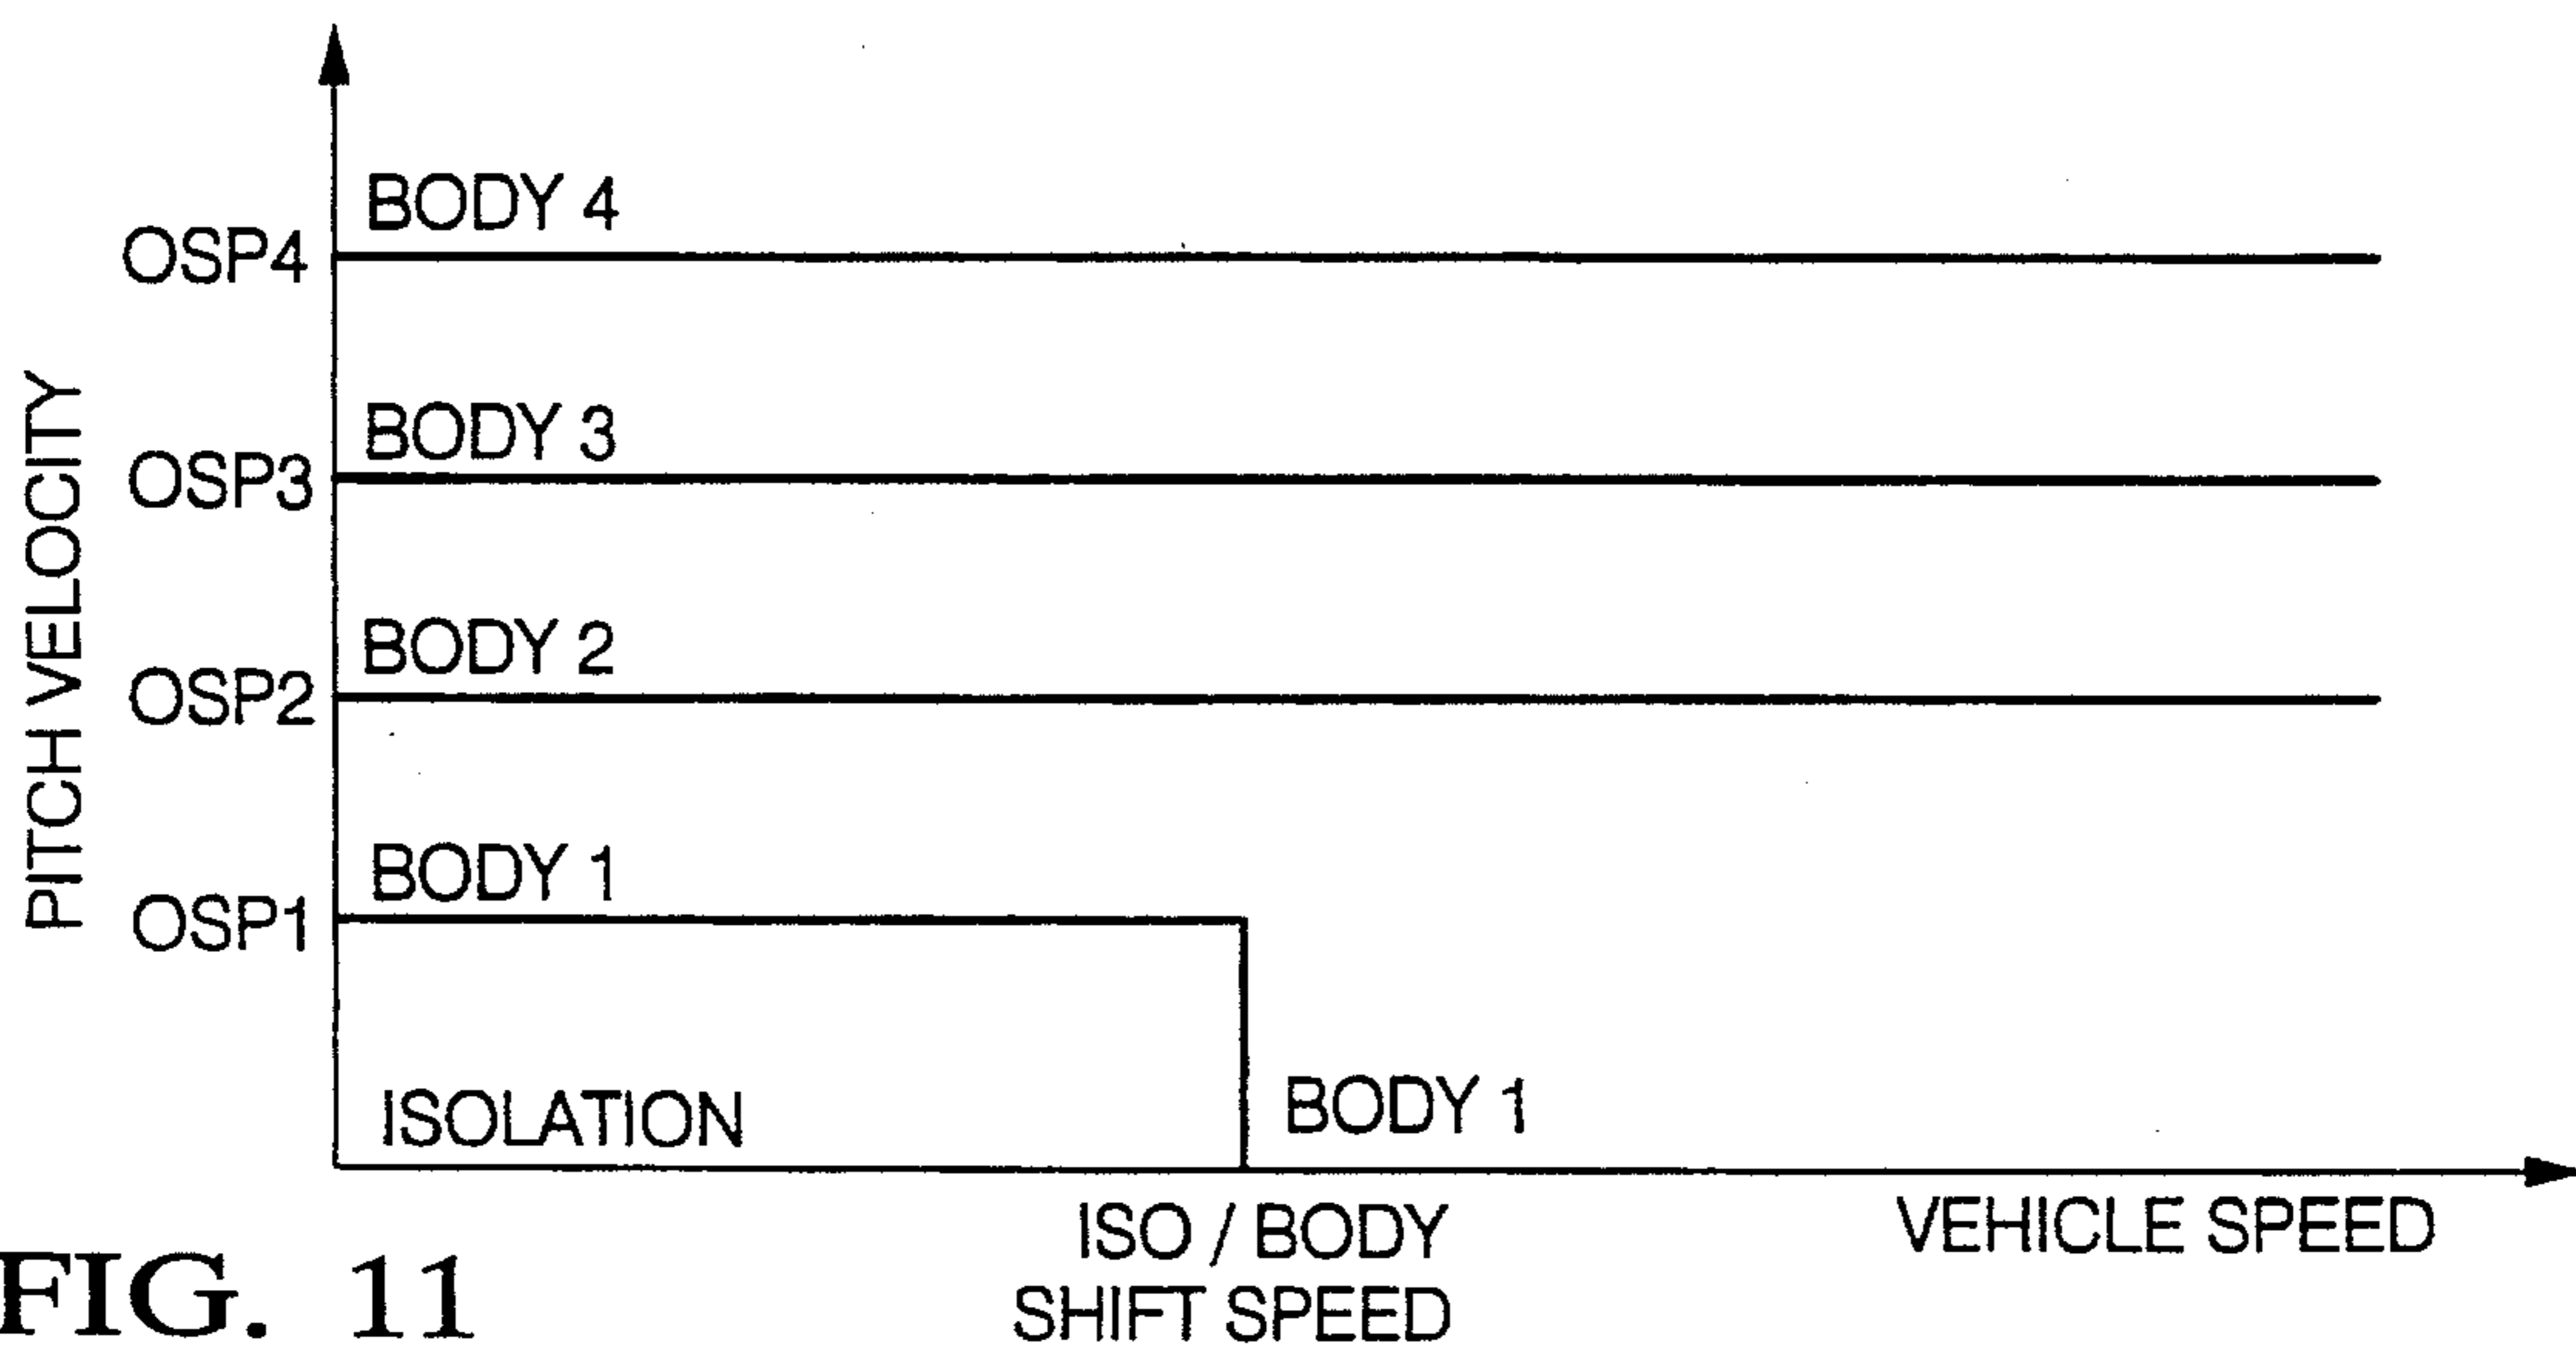 BODY 4
OSP4
BODY 3
OSP3
PITCH VELOCITY
BODY 2
OSP2
BODY 1
OSP1
ISOLATION
BODY 1
ISO / BODY
SHIFT SPEED
VEHICLE SPEED
FIG. 11